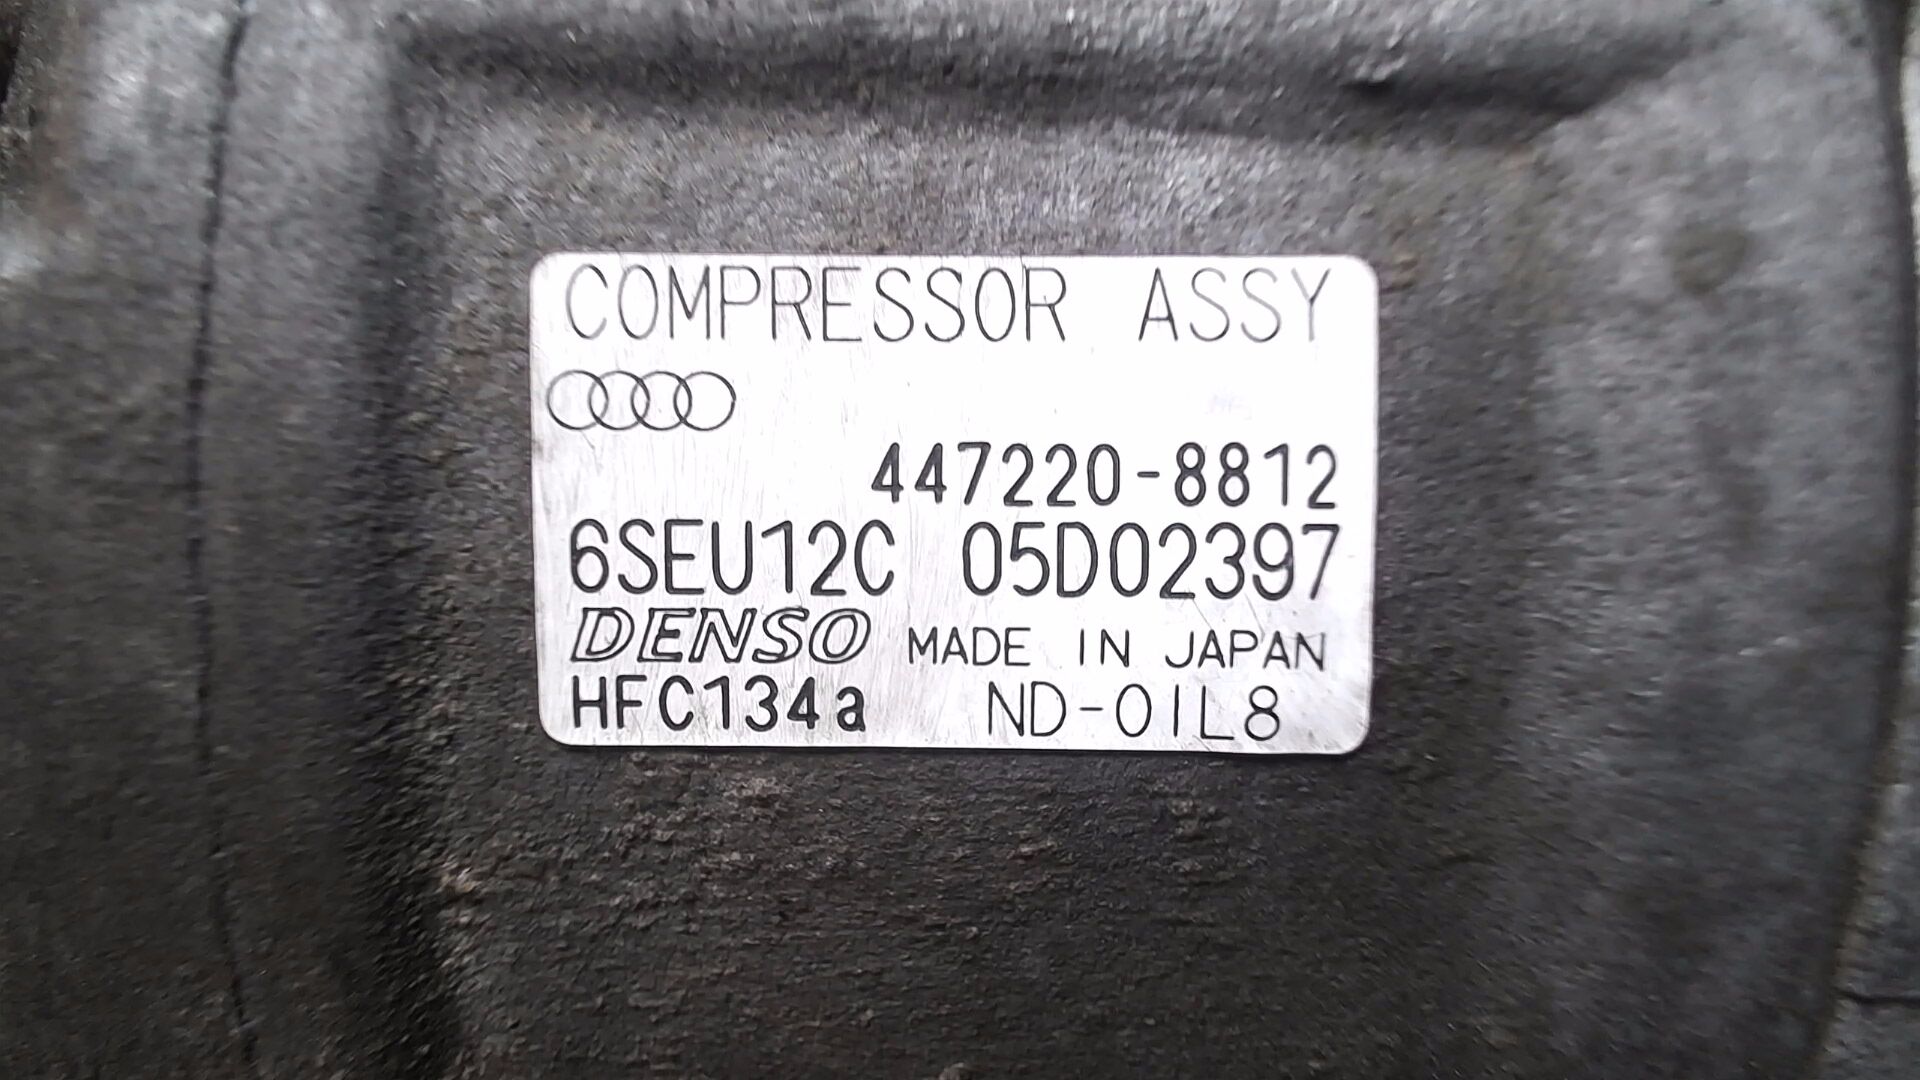 COMPRESSOR ASSY
447220-8812
6SEU12C 05D02397
DENSO MADE IN JAPAN
HFC134a ND-OIL8